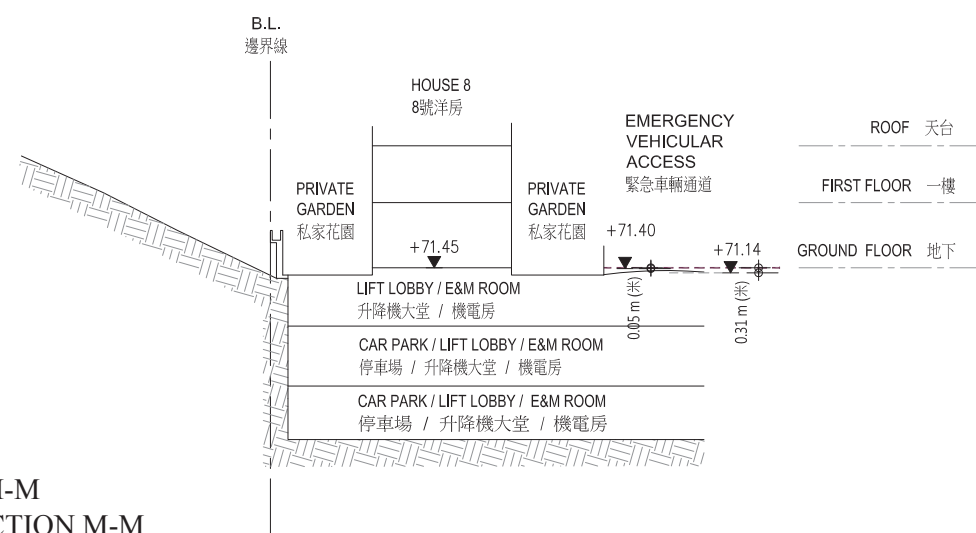 B.L.
邊界線
HOUSE 8
8號洋房
EMERGENCY
VEHICULAR
ACCESS
緊急車輛通道
ROOF 天台
FIRST FLOOR 一樓
GROUND FLOOR 地下
PRIVATE
GARDEN
私家花園
PRIVATE
GARDEN
私家花園
+71.45
+71.40
+71.14
0.05 m (米)
0.31 m (米)
LIFT LOBBY / E&M ROOM
升降機大堂 / 機電房
CAR PARK / LIFT LOBBY / E&M ROOM
停車場 / 升降機大堂 / 機電房
CAR PARK / LIFT LOBBY / E&M ROOM
停車場 / 升降機大堂 / 機電房
-M
CTION M-M